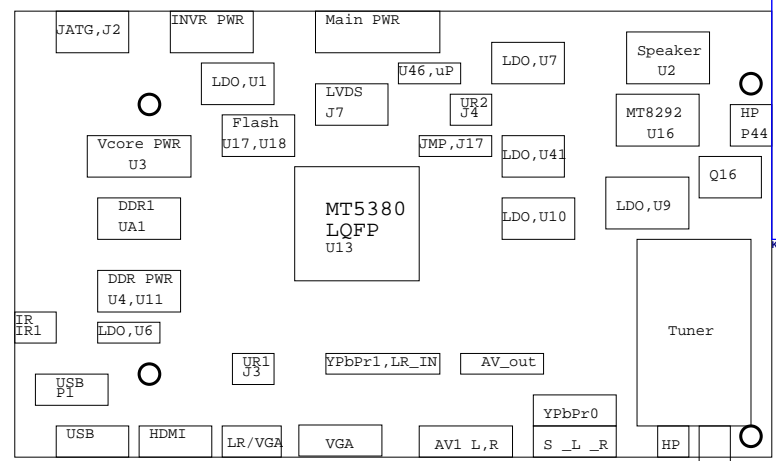 JATG,J2
INVR PWR
Main PWR
LDO,U1
U46,uP
LDO,U7
Speaker
U2
LVDS
J7
UR2
J4
Flash
U17,U18
MT8292
U16
HP
P44
Vcore PWR
U3
JMP,J17
LDO,U41
Q16
DDR1
UA1
MT5380
LQFP
U13
LDO,U10
LDO,U9
DDR PWR
U4,U11
IR
IR1
LDO,U6
Tuner
UR1
J3
YPbPr1,LR_IN
AV_out
USB
P1
YPbPr0
USB
HDMI
LR/VGA
VGA
AV1 L,R
S _L _R
HP